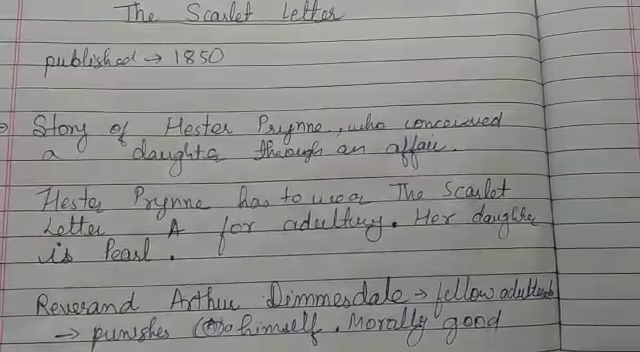 The Scarlet Letter
published → 1850
Story of Hester Prynne, who conceived
a daughter through an affair.
Hester Prynne has to wear The Scarlet
Letter A for adultury. Her daughter
is Pearl.
Reverand Arthur Dimmesdale → fellow
→ punishes himself. Morally good